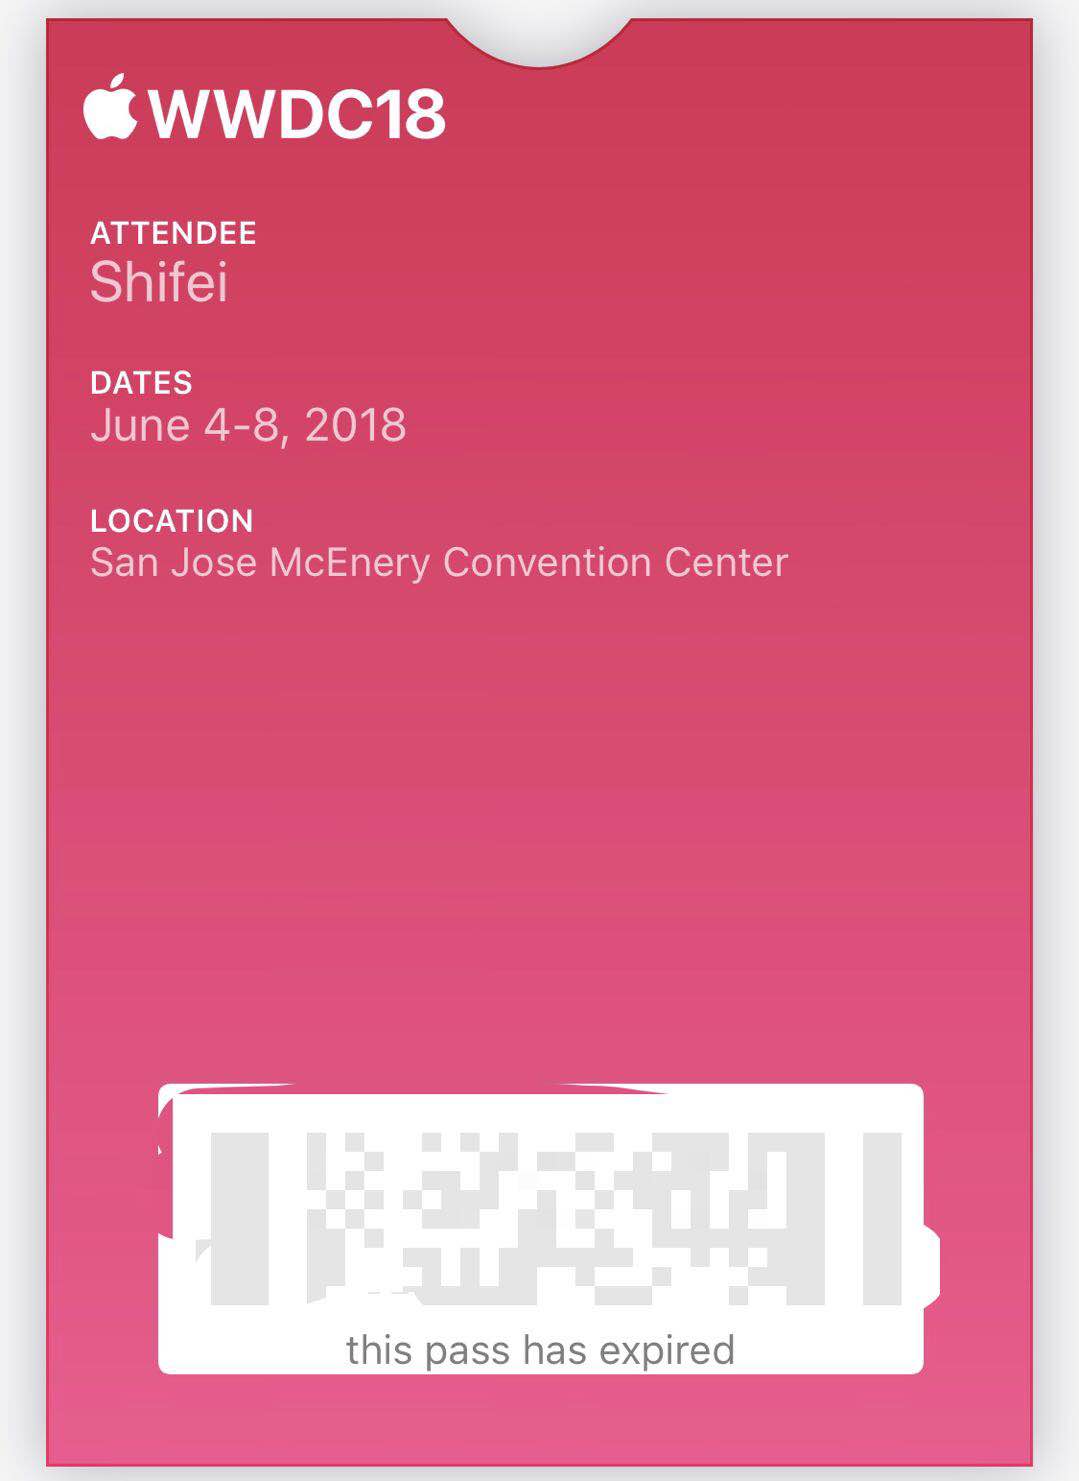 WWDC18
ATTENDEE
Shifei
DATES
June 4-8, 2018
LOCATION
San Jose McEnery Convention Center
this pass has expired